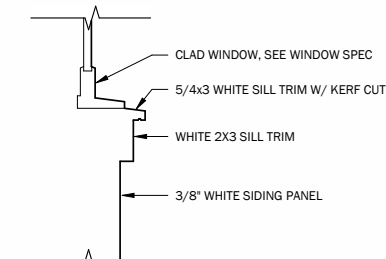 CLAD WINDOW, SEE WINDOW SPEC
5/4x3 WHITE SILL TRIM W/ KERF CUT
WHITE 2X3 SILL TRIM
3/8" WHITE SIDING PANEL